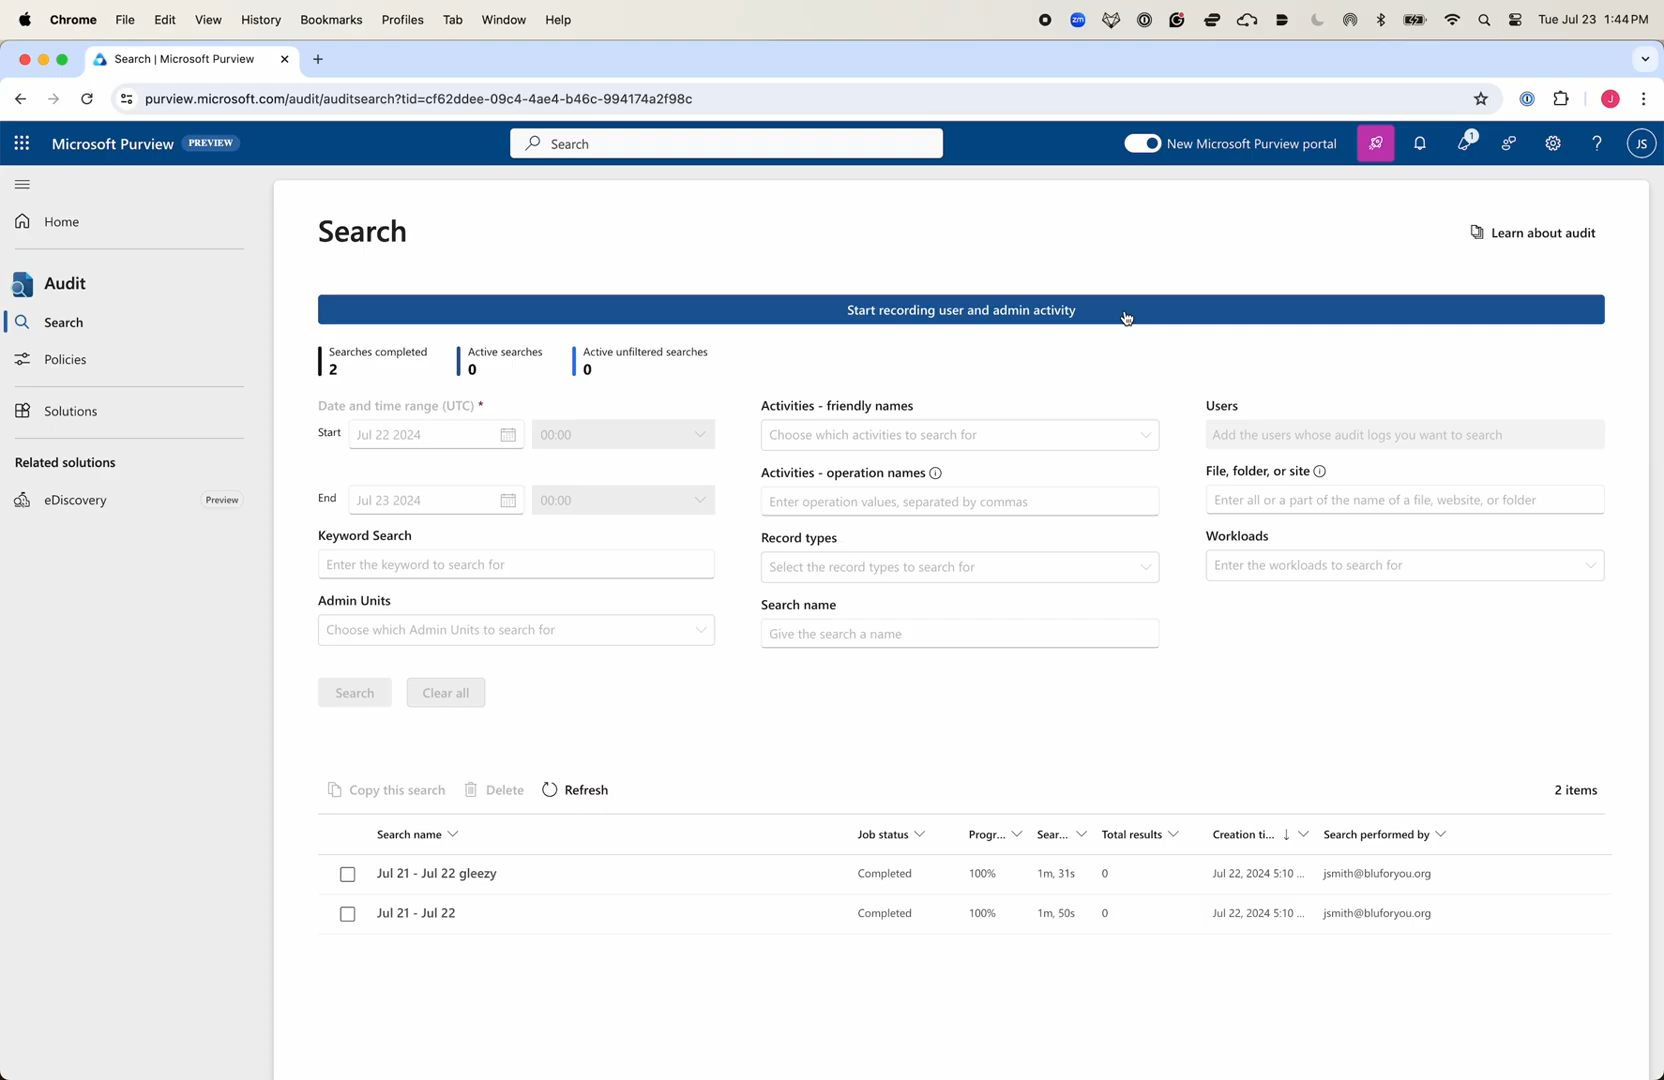 Chrome File Edit View History Bookmarks Profiles Tab Window Help zm Tue Jul 23 1:44 PM
Search | Microsoft Purview
purview.microsoft.com/audit/auditsearch?tid=cf62ddee-09c4-4ae4-b46c-994174a2f98c J
Microsoft Purview PREVIEW Search New Microsoft Purview portal 1 ? JS
Home
Audit
Search
Policies
Solutions
Related solutions
eDiscovery Preview
Search
Learn about audit
Start recording user and admin activity
Searches completed Active searches Active unfiltered searches
2 0 0
Date and time range (UTC) *
Start Jul 22 2024 00:00
End Jul 23 2024 00:00
Keyword Search
Enter the keyword to search for
Admin Units
Choose which Admin Units to search for
Activities - friendly names
Choose which activities to search for
Activities - operation names
Enter operation values, separated by commas
Record types
Select the record types to search for
Search name
Give the search a name
Users
Add the users whose audit logs you want to search
File, folder, or site
Enter all or a part of the name of a file, website, or folder
Workloads
Enter the workloads to search for
Search Clear all
Copy this search Delete Refresh 2 items
Search name Job status Progr... Sear... Total results Creation ti... ↓ Search performed by
Jul 21 - Jul 22 gleezy Completed 100% 1m, 31s 0 Jul 22, 2024 5:10 ... jsmith@bluforyou.org
Jul 21 - Jul 22 Completed 100% 1m, 50s 0 Jul 22, 2024 5:10 ... jsmith@bluforyou.org